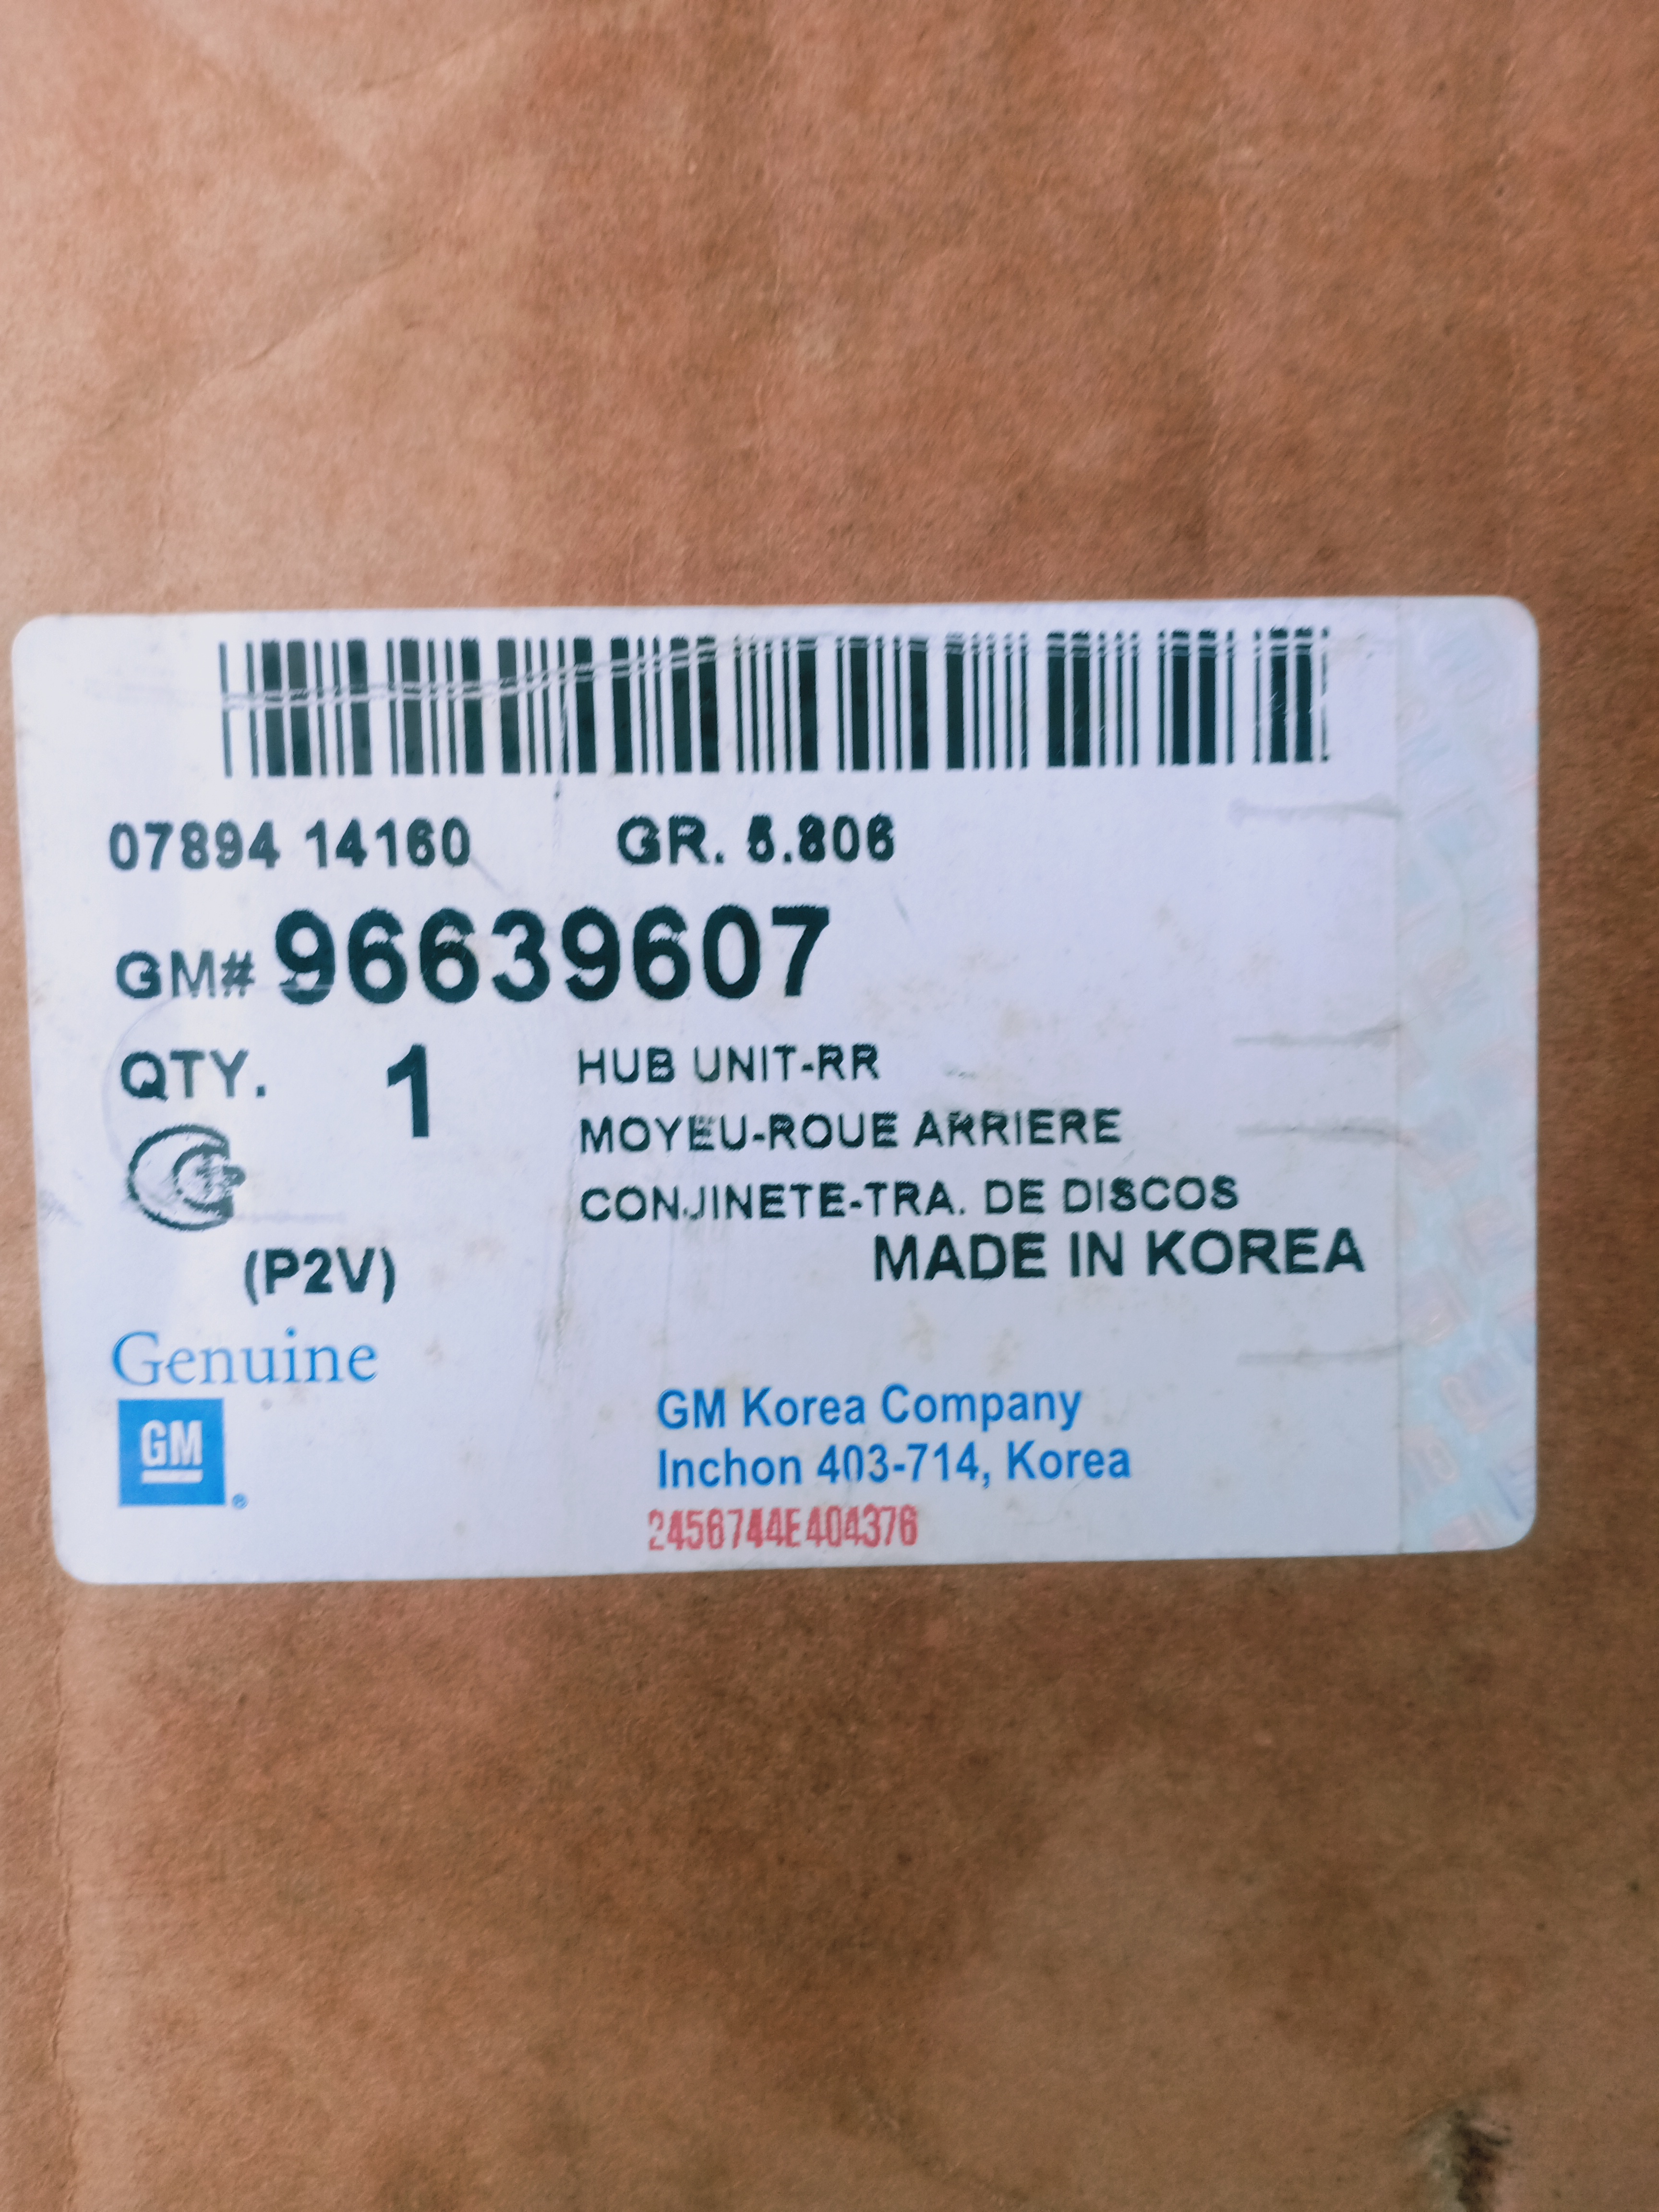 07894 14160 GR. 5.806
GM# 96639607
QTY. 1 HUB UNIT-RR
MOYEU-ROUE ARRIERE
CONJINETE-TRA. DE DISCOS
(P2V) MADE IN KOREA
Genuine
GM
®
GM Korea Company
Inchon 403-714, Korea
2456744E404376